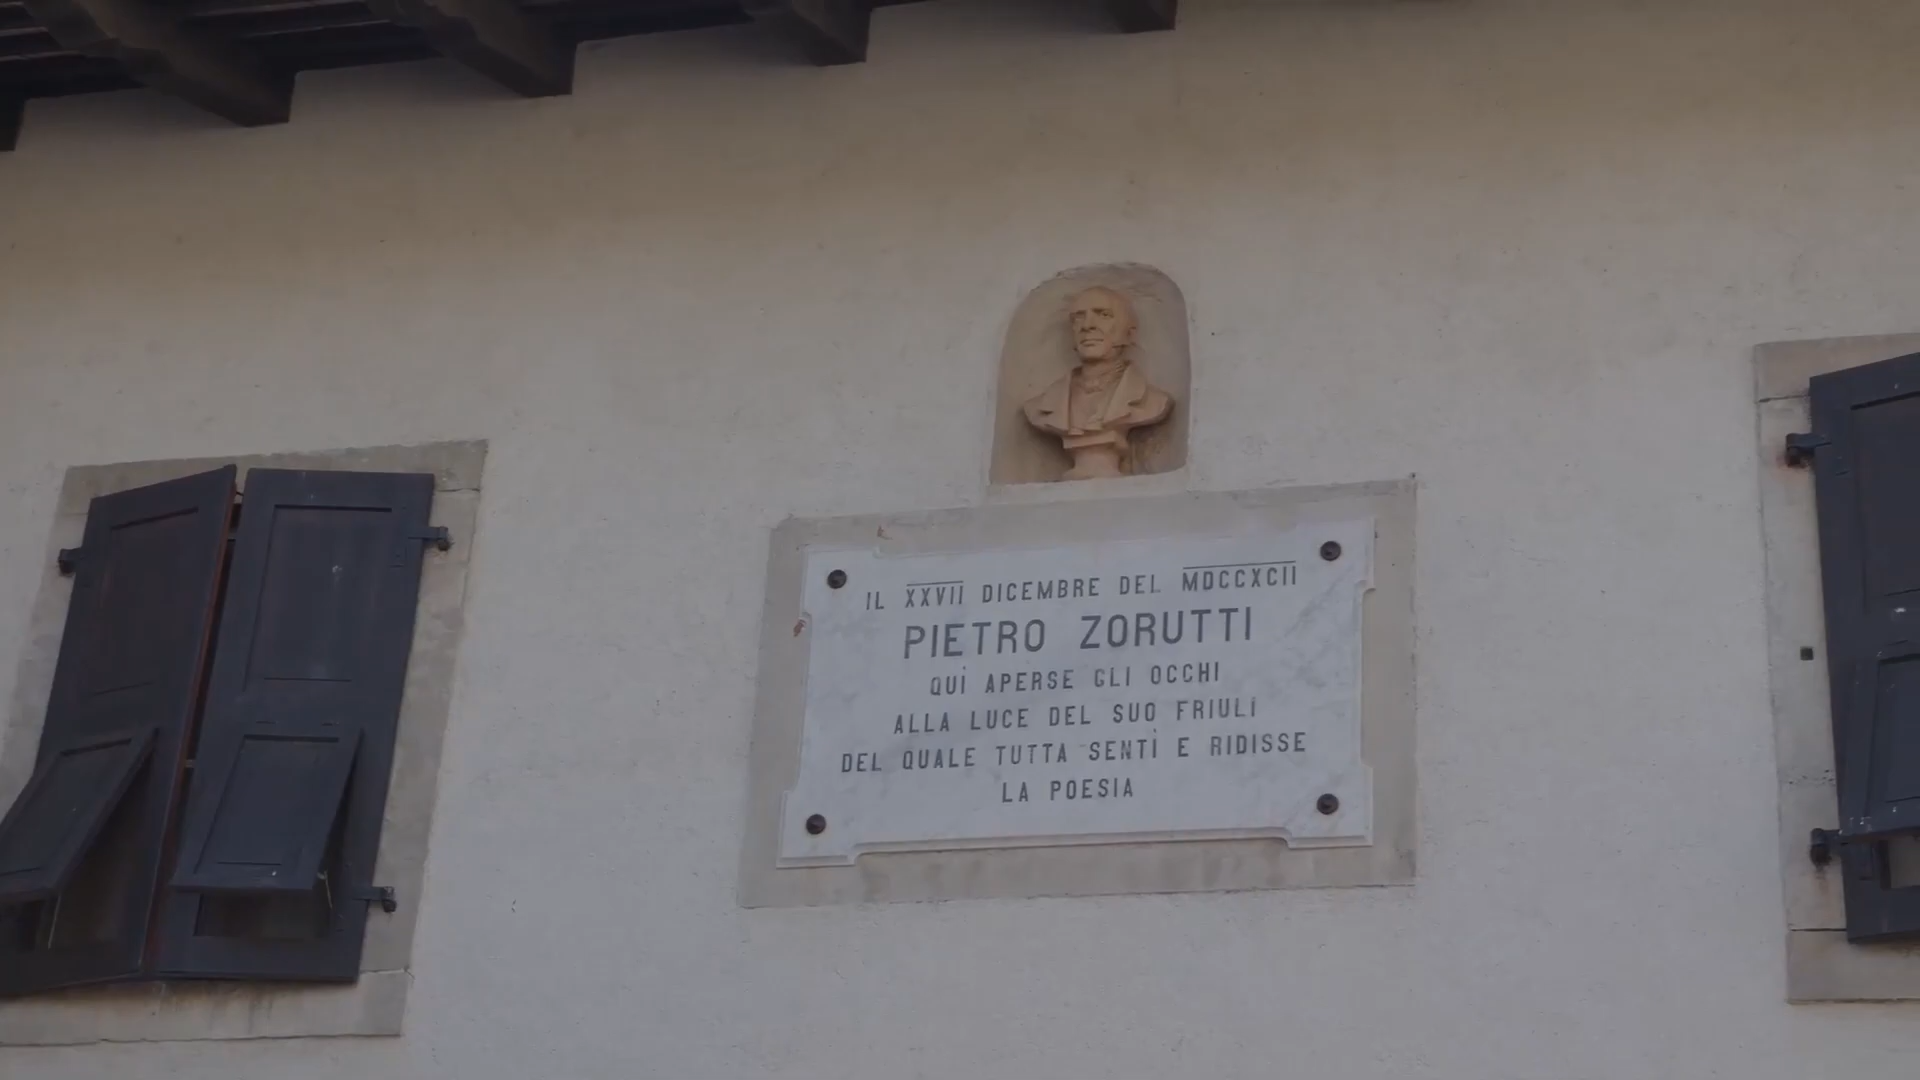 IL XXVII DICEMBRE DEL MDCCXCII
PIETRO ZORUTTI
QUÌ APERSE GLI OCCHI
ALLA LUCE DEL SUO FRIULI
DEL QUALE TUTTA SENTÌ E RIDISSE
LA POESIA